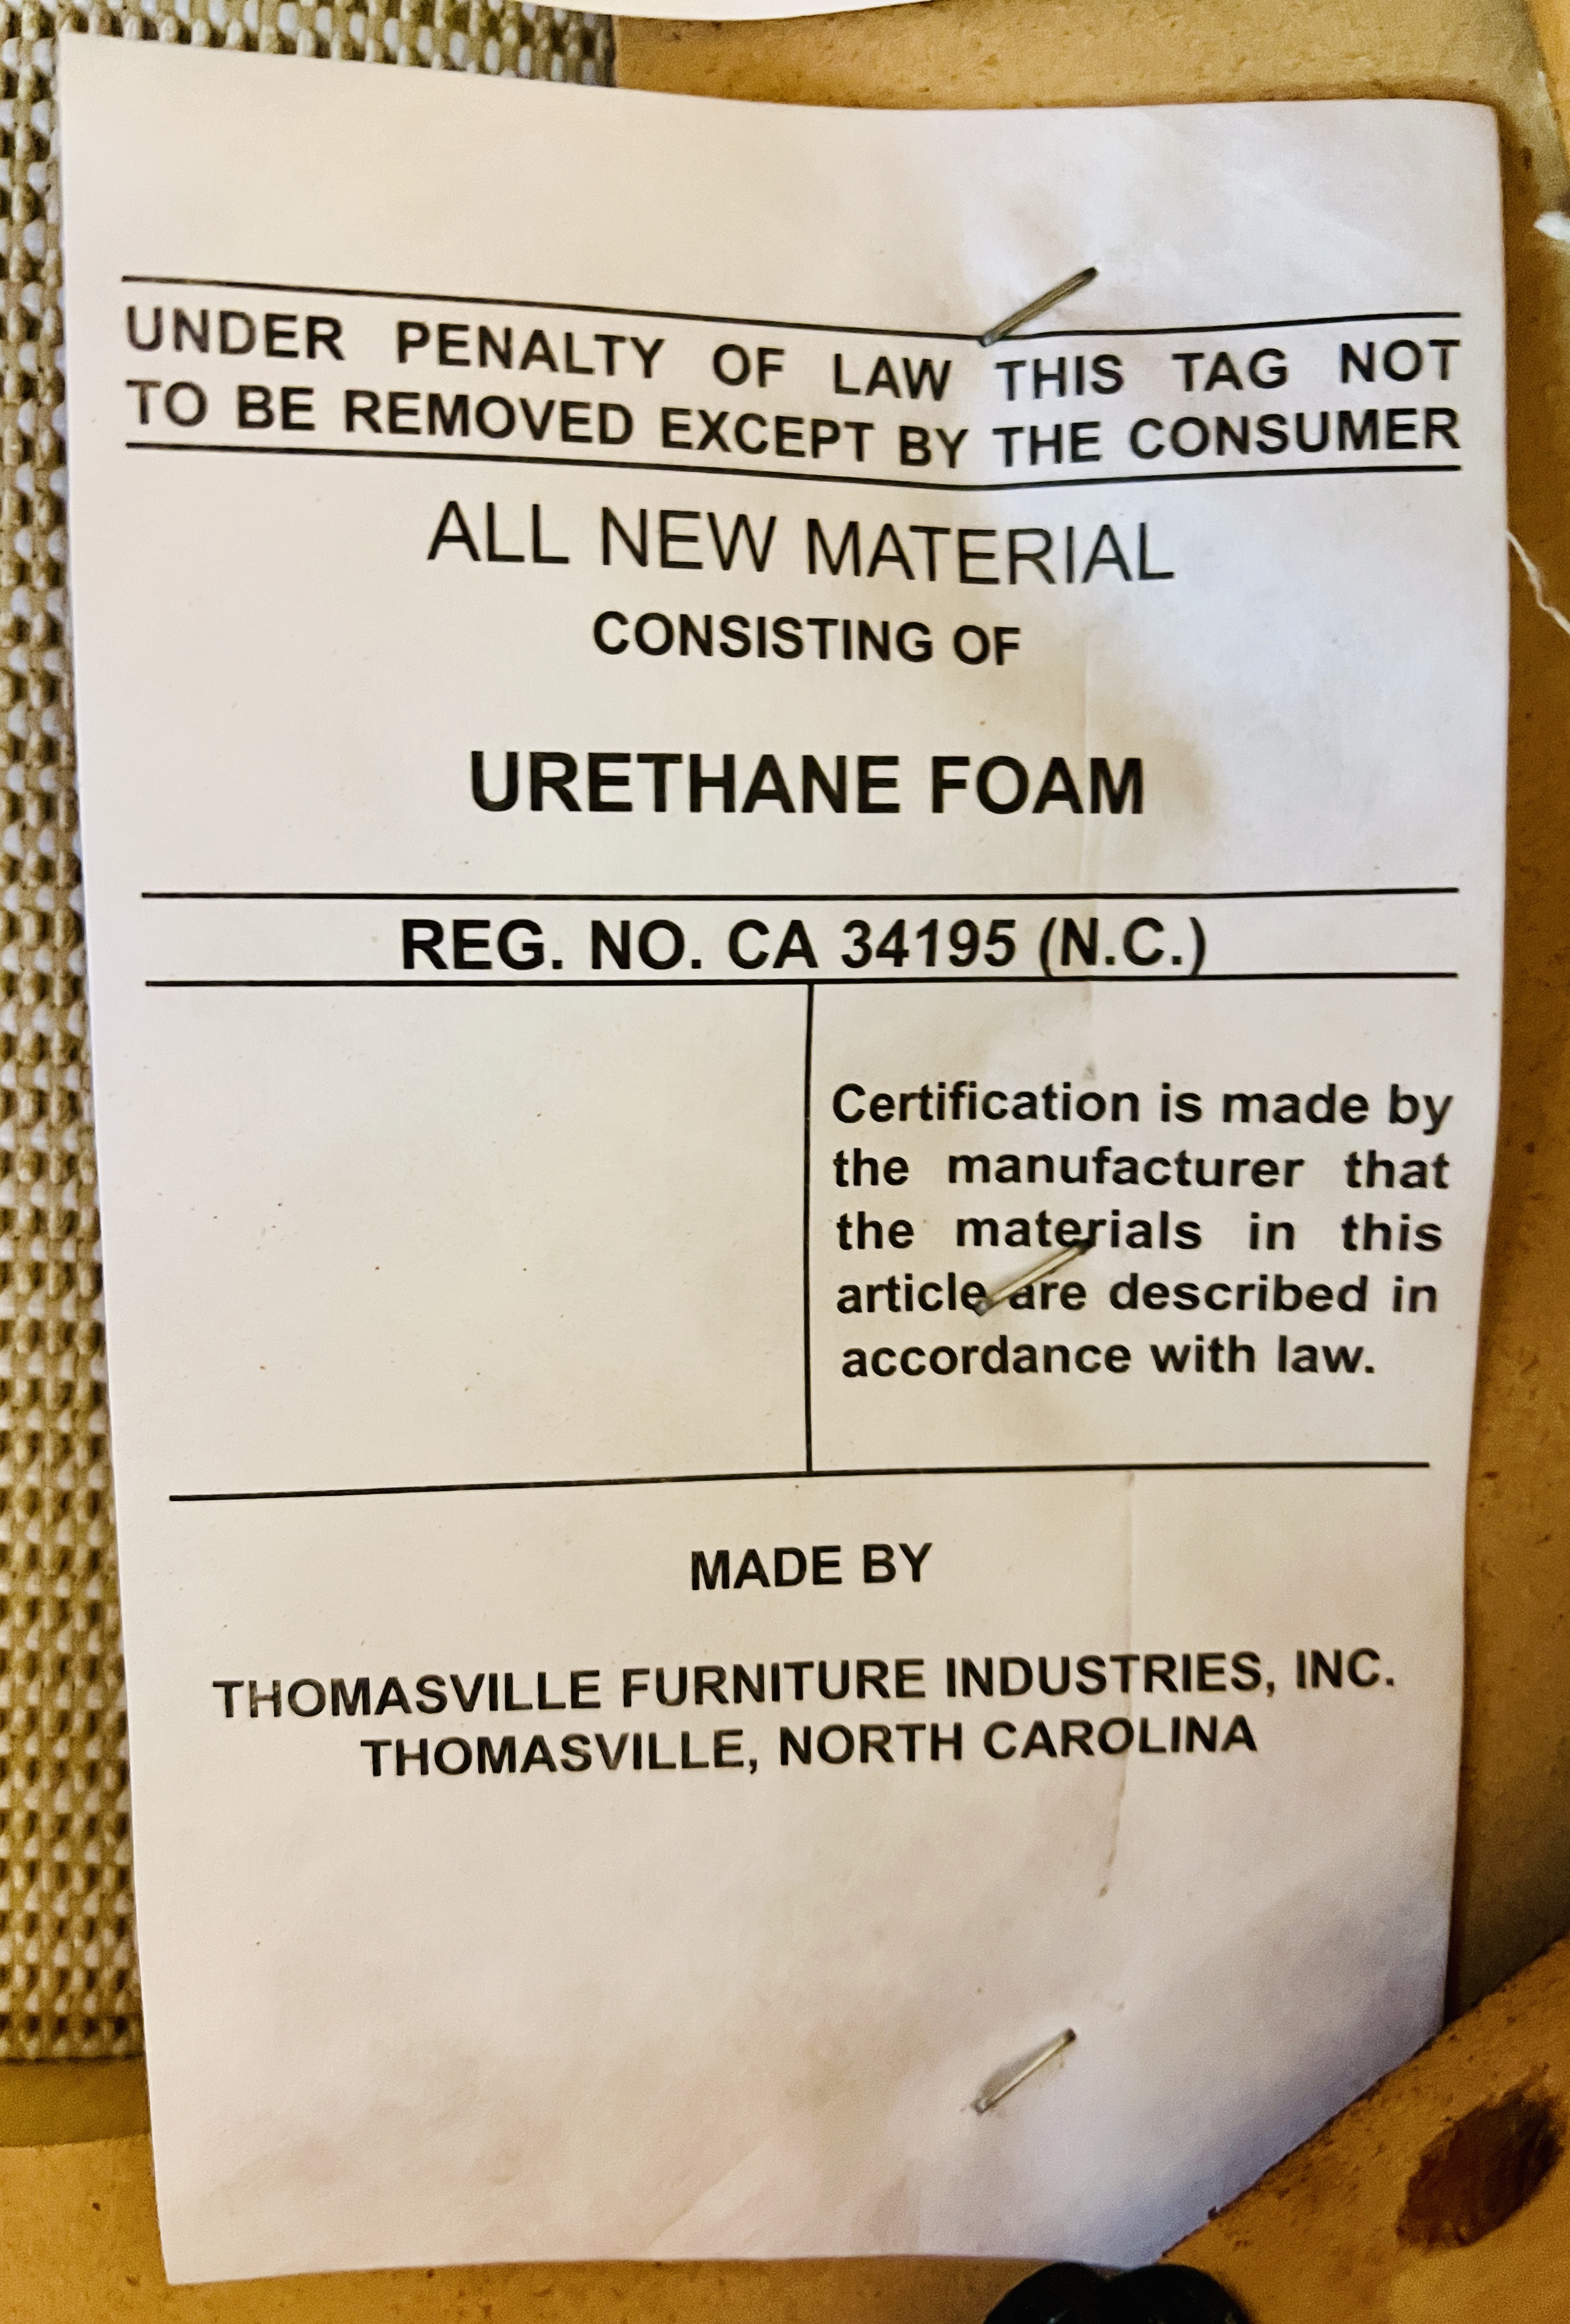 UNDER PENALTY OF LAW THIS TAG NOT
TO BE REMOVED EXCEPT BY THE CONSUMER
ALL NEW MATERIAL
CONSISTING OF
URETHANE FOAM
REG. NO. CA 34195 (N.C.)
Certification is made by
the manufacturer that
the materials in this
article are described in
accordance with law.
MADE BY
THOMASVILLE FURNITURE INDUSTRIES, INC.
THOMASVILLE, NORTH CAROLINA